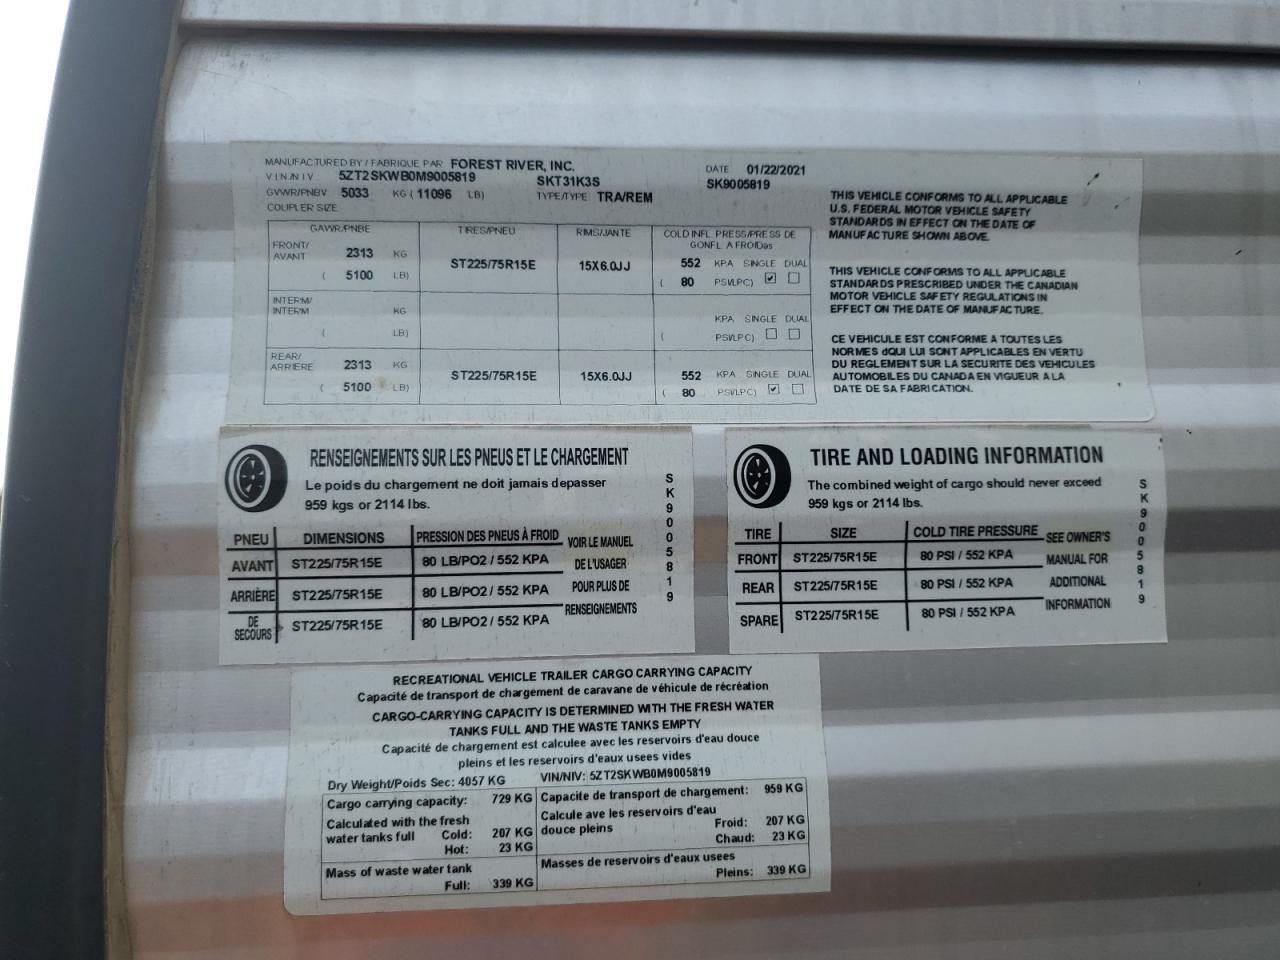 MANUFACTURED BY / FABRIQUE PAR FOREST RIVER, INC. DATE 01/22/2021
V I N /N I V : 5ZT2SKWB0M9005819 SKT31K3S SK9005819
GVWR/PNBV 5033 KG ( 11096 LB) TYPE/TYPE TRA/REM
COUPLER SIZE
GAWR/PNBE TIRES/PNEU RIMS/JANTE COLD INFL PRESS/PRESS DE
GONFL A FROIDas
FRONT/
AVANT 2313 KG ST225/75R15E 15X6.0JJ 552 KPA SINGLE DUAL
( 5100 LB) ( 80 PSI/LPC)
INTERM/
INTERM KG KPA SINGLE DUAL
( LB) ( PSI/LPC)
REAR/
ARRIERE 2313 KG ST225/75R15E 15X6.0JJ 552 KPA SINGLE DUAL
( 5100 LB) ( 80 PSI/LPC)
THIS VEHICLE CONFORMS TO ALL APPLICABLE
U.S. FEDERAL MOTOR VEHICLE SAFETY
STANDARDS IN EFFECT ON THE DATE OF
MANUFACTURE SHOWN ABOVE.
THIS VEHICLE CONFORMS TO ALL APPLICABLE
STANDARDS PRESCRIBED UNDER THE CANADIAN
MOTOR VEHICLE SAFETY REGULATIONS IN
EFFECT ON THE DATE OF MANUFACTURE.
CE VEHICULE EST CONFORME A TOUTES LES
NORMES dQUI LUI SONT APPLICABLES EN VERTU
DU REGLEMENT SUR LA SECURITE DES VEHICULES
AUTOMOBILES DU CANADA EN VIGUEUR A LA
DATE DE SA FABRICATION.
RENSEIGNEMENTS SUR LES PNEUS ET LE CHARGEMENT
Le poids du chargement ne doit jamais depasser
959 kgs or 2114 lbs.
PNEU DIMENSIONS PRESSION DES PNEUS À FROID
AVANT ST225/75R15E 80 LB/PO2 / 552 KPA
ARRIÈRE ST225/75R15E 80 LB/PO2 / 552 KPA
DE
SECOURS ST225/75R15E 80 LB/PO2 / 552 KPA
VOIR LE MANUEL
DE L'USAGER
POUR PLUS DE
RENSEIGNEMENTS
SK9005819
TIRE AND LOADING INFORMATION
The combined weight of cargo should never exceed
959 kgs or 2114 lbs.
TIRE SIZE COLD TIRE PRESSURE
FRONT ST225/75R15E 80 PSI / 552 KPA
REAR ST225/75R15E 80 PSI / 552 KPA
SPARE ST225/75R15E 80 PSI / 552 KPA
SEE OWNER'S
MANUAL FOR
ADDITIONAL
INFORMATION
SK9005819
RECREATIONAL VEHICLE TRAILER CARGO CARRYING CAPACITY
Capacité de transport de chargement de caravane de véhicule de récréation
CARGO-CARRYING CAPACITY IS DETERMINED WITH THE FRESH WATER
TANKS FULL AND THE WASTE TANKS EMPTY
Capacité de chargement est calculee avec les reservoirs d'eau douce
pleins et les reservoirs d'eaux usees vides
Dry Weight/Poids Sec: 4057 KG VIN/NIV: 5ZT2SKWB0M9005819
Cargo carrying capacity: 729 KG
Calculated with the fresh
water tanks full Cold: 207 KG
Hot: 23 KG
Mass of waste water tank
Full: 339 KG
Capacite de transport de chargement: 959 KG
Calcule ave les reservoirs d'eau
douce pleins Froid: 207 KG
Chaud: 23 KG
Masses de reservoirs d'eaux usees
Pleins: 339 KG